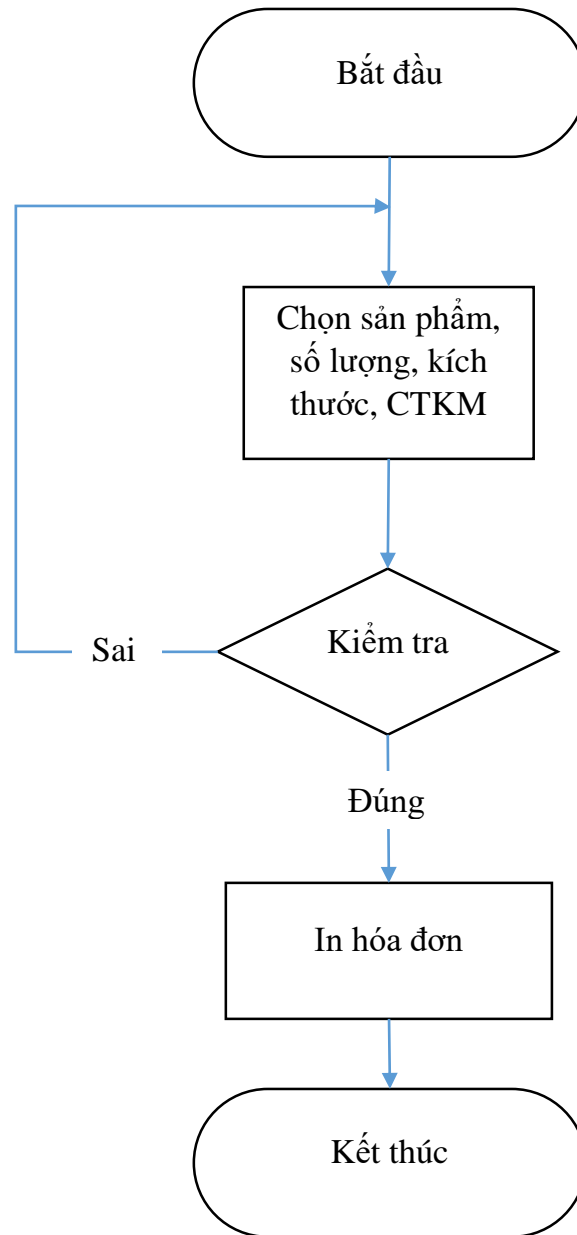 Bắt đầu
Chọn sản phẩm,
số lượng, kích
thước, CTKM
Kiểm tra
Sai
Đúng
In hóa đơn
Kết thúc